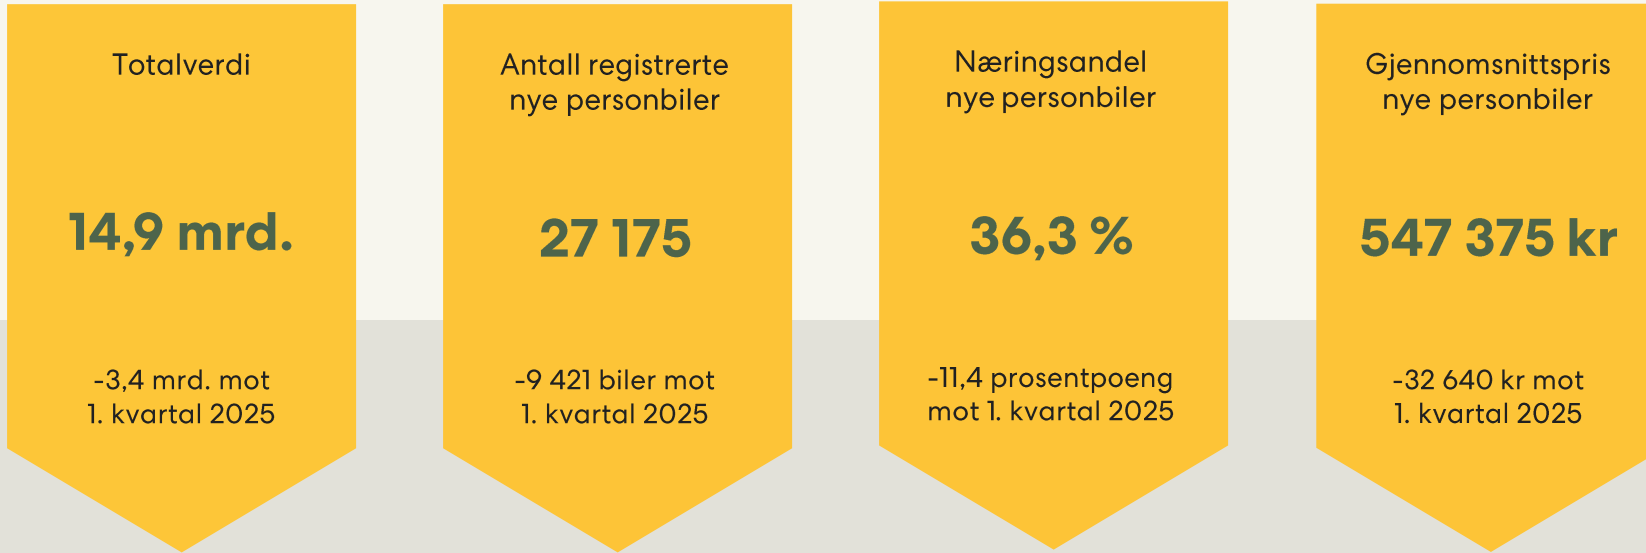 Totalverdi
14,9 mrd.
-3,4 mrd. mot
1. kvartal 2025
Antall registrerte
nye personbiler
27 175
-9 421 biler mot
1. kvartal 2025
Næringsandel
nye personbiler
36,3 %
-11,4 prosentpoeng
mot 1. kvartal 2025
Gjennomsnittspris
nye personbiler
547 375 kr
-32 640 kr mot
1. kvartal 2025